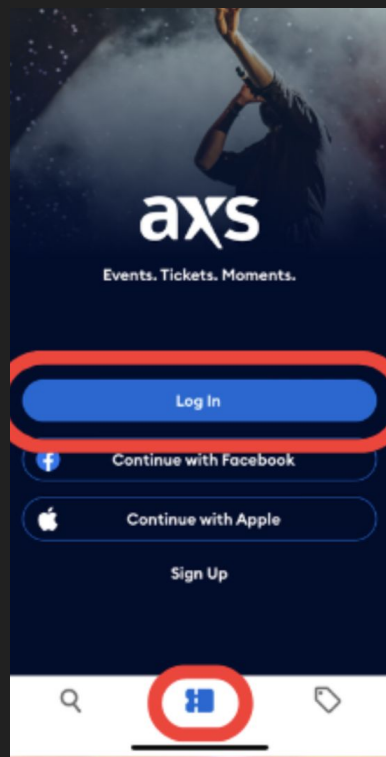 axs
Events. Tickets. Moments.
Log In
Continue with Facebook
Continue with Apple
Sign Up